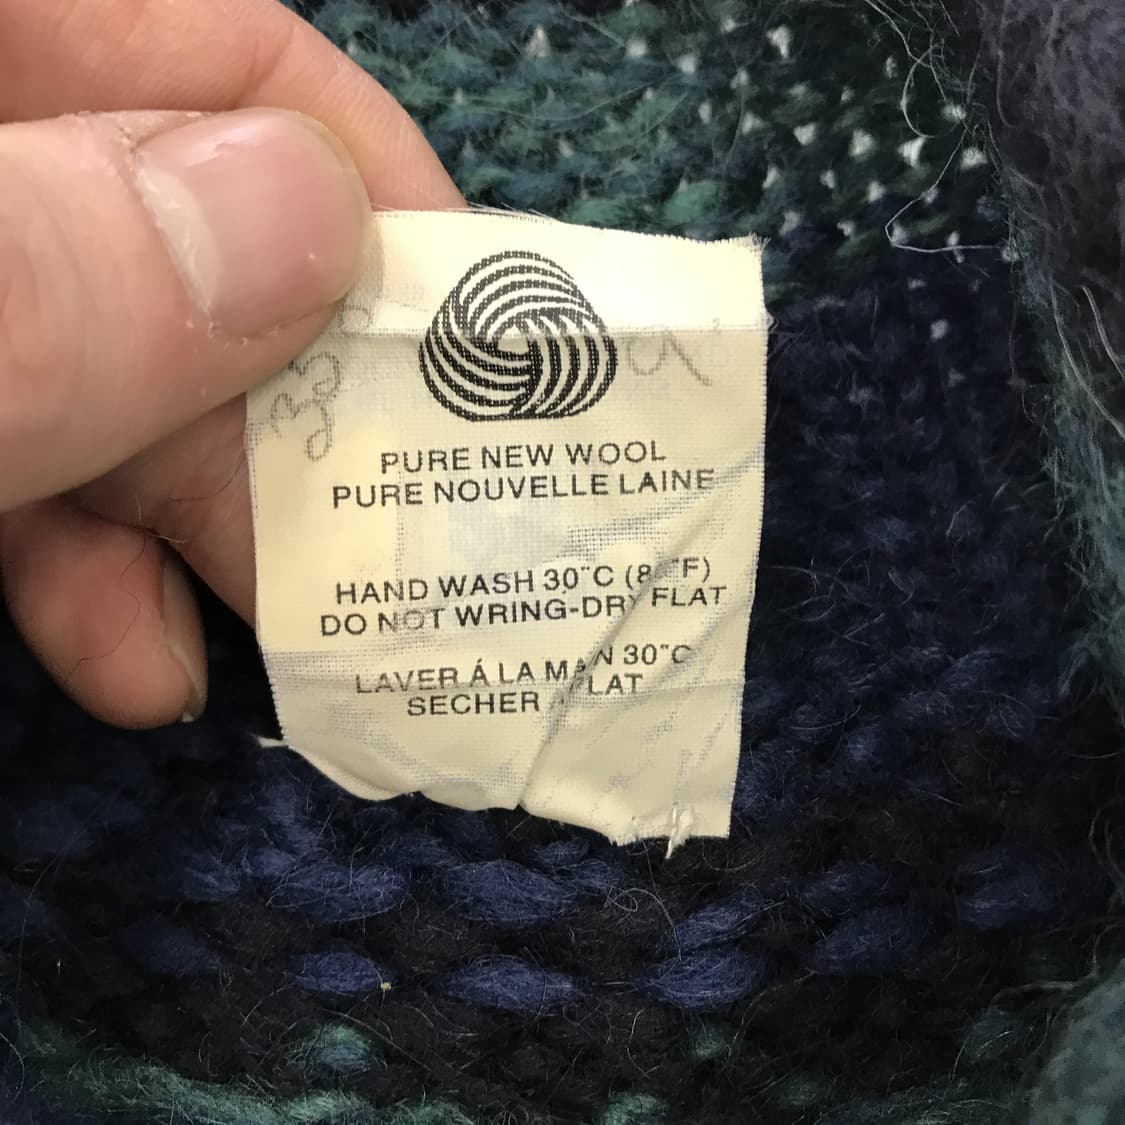 PURE NEW WOOL
PURE NOUVELLE LAINE
HAND WASH 30°C
DO NOT WRING-DRY FLAT
LAVER Á LA MAIN 30°C
SECHER